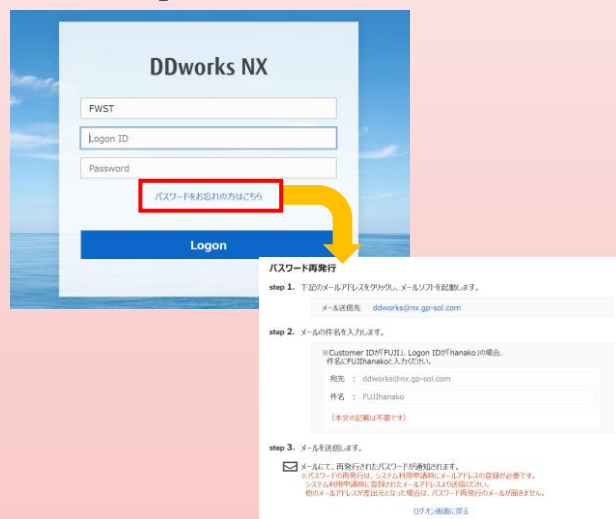 DDworks NX
FWST
Logon ID
Password
パスワードをお忘れの方はこちら
Logon
パスワード再発行
step 1. 下記のメールアドレスをクリックし、メールソフトを起動します。
メール送信先 ddworks@nx.gp-sol.com
step 2. メールの件名を入力します。
※Customer IDが「FUJI」、Logon IDが「hanako」の場合、
件名にFUJIhanakoと入力ください。
宛先 : ddworks@nx.gp-sol.com
件名 : FUJIhanako
(本文の記載は不要です)
step 3. メールを送信します。
メールにて、再発行されたパスワードが通知されます。
※パスワードの再発行は、システム利用申請時にメールアドレスの登録が必要です。
システム利用申請時に登録されたメールアドレスより送信ください。
他のメールアドレスが差出元となった場合は、パスワード再発行のメールが届きません。
ログオン画面に戻る